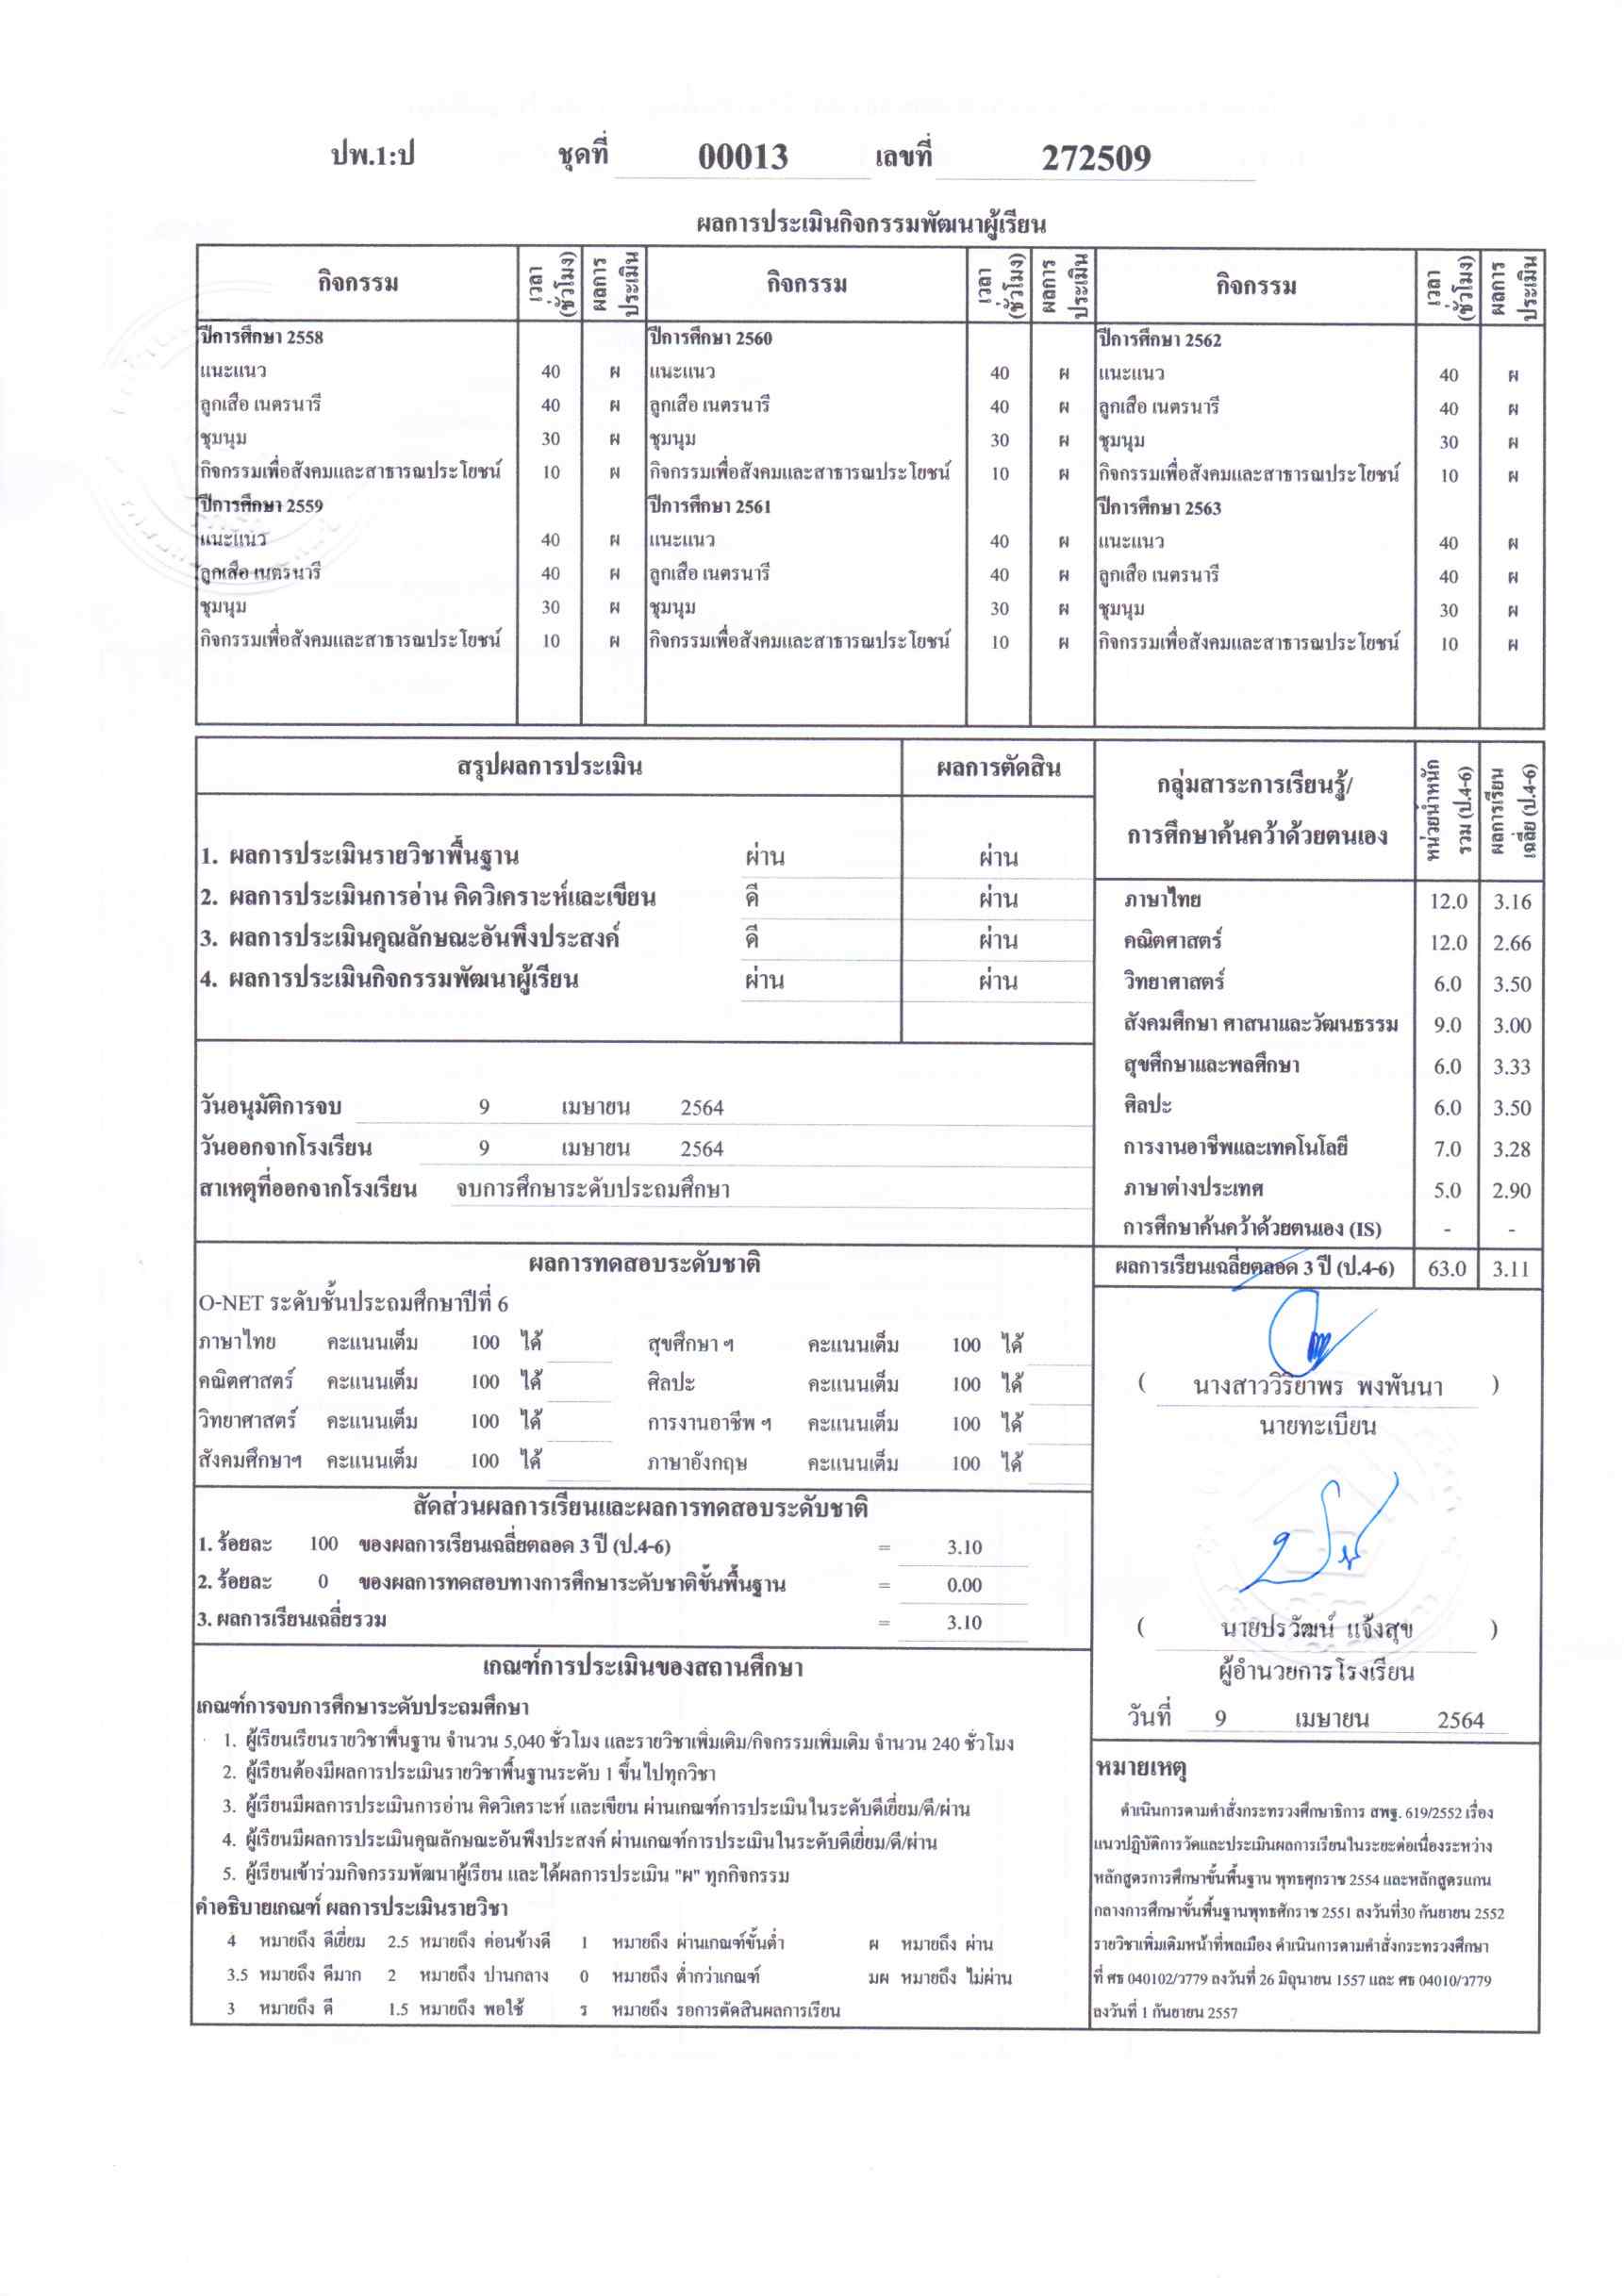 ปพ.1:ป ชุดที่ 00013 เลขที่ 272509
ผลการประเมินกิจกรรมพัฒนาผู้เรียน
กิจกรรม เวลา (ชั่วโมง) ผลการ ประเมิน กิจกรรม เวลา (ชั่วโมง) ผลการ ประเมิน กิจกรรม เวลา (ชั่วโมง) ผลการ ประเมิน
ปีการศึกษา 2558 ปีการศึกษา 2560 ปีการศึกษา 2562
แนะแนว 40 ผ แนะแนว 40 ผ แนะแนว 40 ผ
ลูกเสือ เนตรนารี 40 ผ ลูกเสือ เนตรนารี 40 ผ ลูกเสือ เนตรนารี 40 ผ
ชุมนุม 30 ผ ชุมนุม 30 ผ ชุมนุม 30 ผ
กิจกรรมเพื่อสังคมและสาธารณประโยชน์ 10 ผ กิจกรรมเพื่อสังคมและสาธารณประโยชน์ 10 ผ กิจกรรมเพื่อสังคมและสาธารณประโยชน์ 10 ผ
ปีการศึกษา 2559 ปีการศึกษา 2561 ปีการศึกษา 2563
แนะแนว 40 ผ แนะแนว 40 ผ แนะแนว 40 ผ
ลูกเสือ เนตรนารี 40 ผ ลูกเสือ เนตรนารี 40 ผ ลูกเสือ เนตรนารี 40 ผ
ชุมนุม 30 ผ ชุมนุม 30 ผ ชุมนุม 30 ผ
กิจกรรมเพื่อสังคมและสาธารณประโยชน์ 10 ผ กิจกรรมเพื่อสังคมและสาธารณประโยชน์ 10 ผ กิจกรรมเพื่อสังคมและสาธารณประโยชน์ 10 ผ
สรุปผลการประเมิน ผลการตัดสิน
1. ผลการประเมินรายวิชาพื้นฐาน ผ่าน ผ่าน
2. ผลการประเมินการอ่าน คิดวิเคราะห์และเขียน ดี ผ่าน
3. ผลการประเมินคุณลักษณะอันพึงประสงค์ ดี ผ่าน
4. ผลการประเมินกิจกรรมพัฒนาผู้เรียน ผ่าน ผ่าน
วันอนุมัติการจบ 9 เมษายน 2564
วันออกจากโรงเรียน 9 เมษายน 2564
สาเหตุที่ออกจากโรงเรียน จบการศึกษาระดับประถมศึกษา
กลุ่มสาระการเรียนรู้/ การศึกษาค้นคว้าด้วยตนเอง หน่วยน้ำหนัก รวม (ป.4-6) ผลการเรียน เฉลี่ย (ป.4-6)
ภาษาไทย 12.0 3.16
คณิตศาสตร์ 12.0 2.66
วิทยาศาสตร์ 6.0 3.50
สังคมศึกษา ศาสนาและวัฒนธรรม 9.0 3.00
สุขศึกษาและพลศึกษา 6.0 3.33
ศิลปะ 6.0 3.50
การงานอาชีพและเทคโนโลยี 7.0 3.28
ภาษาต่างประเทศ 5.0 2.90
การศึกษาค้นคว้าด้วยตนเอง (IS) - -
ผลการเรียนเฉลี่ยตลอด 3 ปี (ป.4-6) 63.0 3.11
ผลการทดสอบระดับชาติ
O-NET ระดับชั้นประถมศึกษาปีที่ 6
ภาษาไทย คะแนนเต็ม 100 ได้ สุขศึกษา ฯ คะแนนเต็ม 100 ได้
คณิตศาสตร์ คะแนนเต็ม 100 ได้ ศิลปะ คะแนนเต็ม 100 ได้
วิทยาศาสตร์ คะแนนเต็ม 100 ได้ การงานอาชีพ ฯ คะแนนเต็ม 100 ได้
สังคมศึกษาฯ คะแนนเต็ม 100 ได้ ภาษาอังกฤษ คะแนนเต็ม 100 ได้
สัดส่วนผลการเรียนและผลการทดสอบระดับชาติ
1. ร้อยละ 100 ของผลการเรียนเฉลี่ยตลอด 3 ปี (ป.4-6) = 3.10
2. ร้อยละ 0 ของผลการทดสอบทางการศึกษาระดับชาติขั้นพื้นฐาน = 0.00
3. ผลการเรียนเฉลี่ยรวม = 3.10
( นางสาววิริยาพร พงพันนา )
นายทะเบียน
( นายปรวัฒน์ แจ้งสุข )
ผู้อำนวยการโรงเรียน
วันที่ 9 เมษายน 2564
เกณฑ์การประเมินของสถานศึกษา
เกณฑ์การจบการศึกษาระดับประถมศึกษา
1. ผู้เรียนเรียนรายวิชาพื้นฐาน จำนวน 5,040 ชั่วโมง และรายวิชาเพิ่มเติม/กิจกรรมเพิ่มเติม จำนวน 240 ชั่วโมง
2. ผู้เรียนต้องมีผลการประเมินรายวิชาพื้นฐานระดับ 1 ขึ้นไปทุกวิชา
3. ผู้เรียนมีผลการประเมินการอ่าน คิดวิเคราะห์ และเขียน ผ่านเกณฑ์การประเมินในระดับดีเยี่ยม/ดี/ผ่าน
4. ผู้เรียนมีผลการประเมินคุณลักษณะอันพึงประสงค์ ผ่านเกณฑ์การประเมินในระดับดีเยี่ยม/ดี/ผ่าน
5. ผู้เรียนเข้าร่วมกิจกรรมพัฒนาผู้เรียน และได้ผลการประเมิน "ผ" ทุกกิจกรรม
คำอธิบายเกณฑ์ ผลการประเมินรายวิชา
4 หมายถึง ดีเยี่ยม 2.5 หมายถึง ค่อนข้างดี 1 หมายถึง ผ่านเกณฑ์ขั้นต่ำ ผ หมายถึง ผ่าน
3.5 หมายถึง ดีมาก 2 หมายถึง ปานกลาง 0 หมายถึง ต่ำกว่าเกณฑ์ มผ หมายถึง ไม่ผ่าน
3 หมายถึง ดี 1.5 หมายถึง พอใช้ ร หมายถึง รอการตัดสินผลการเรียน
หมายเหตุ
ดำเนินการตามคำสั่งกระทรวงศึกษาธิการ สพฐ. 619/2552 เรื่อง
แนวปฏิบัติการวัดและประเมินผลการเรียนในระยะต่อเนื่องระหว่าง
หลักสูตรการศึกษาขั้นพื้นฐาน พุทธศุกราช 2554 และหลักสูตรแกน
กลางการศึกษาขั้นพื้นฐานพุทธศักราช 2551 ลงวันที่30 กันยายน 2552
รายวิชาเพิ่มเติมหน้าที่พลเมือง ดำเนินการตามคำสั่งกระทรวงศึกษา
ที่ ศธ 040102/ว779 ลงวันที่ 26 มิถุนายน 1557 และ ศธ 04010/ว779
ลงวันที่ 1 กันยายน 2557